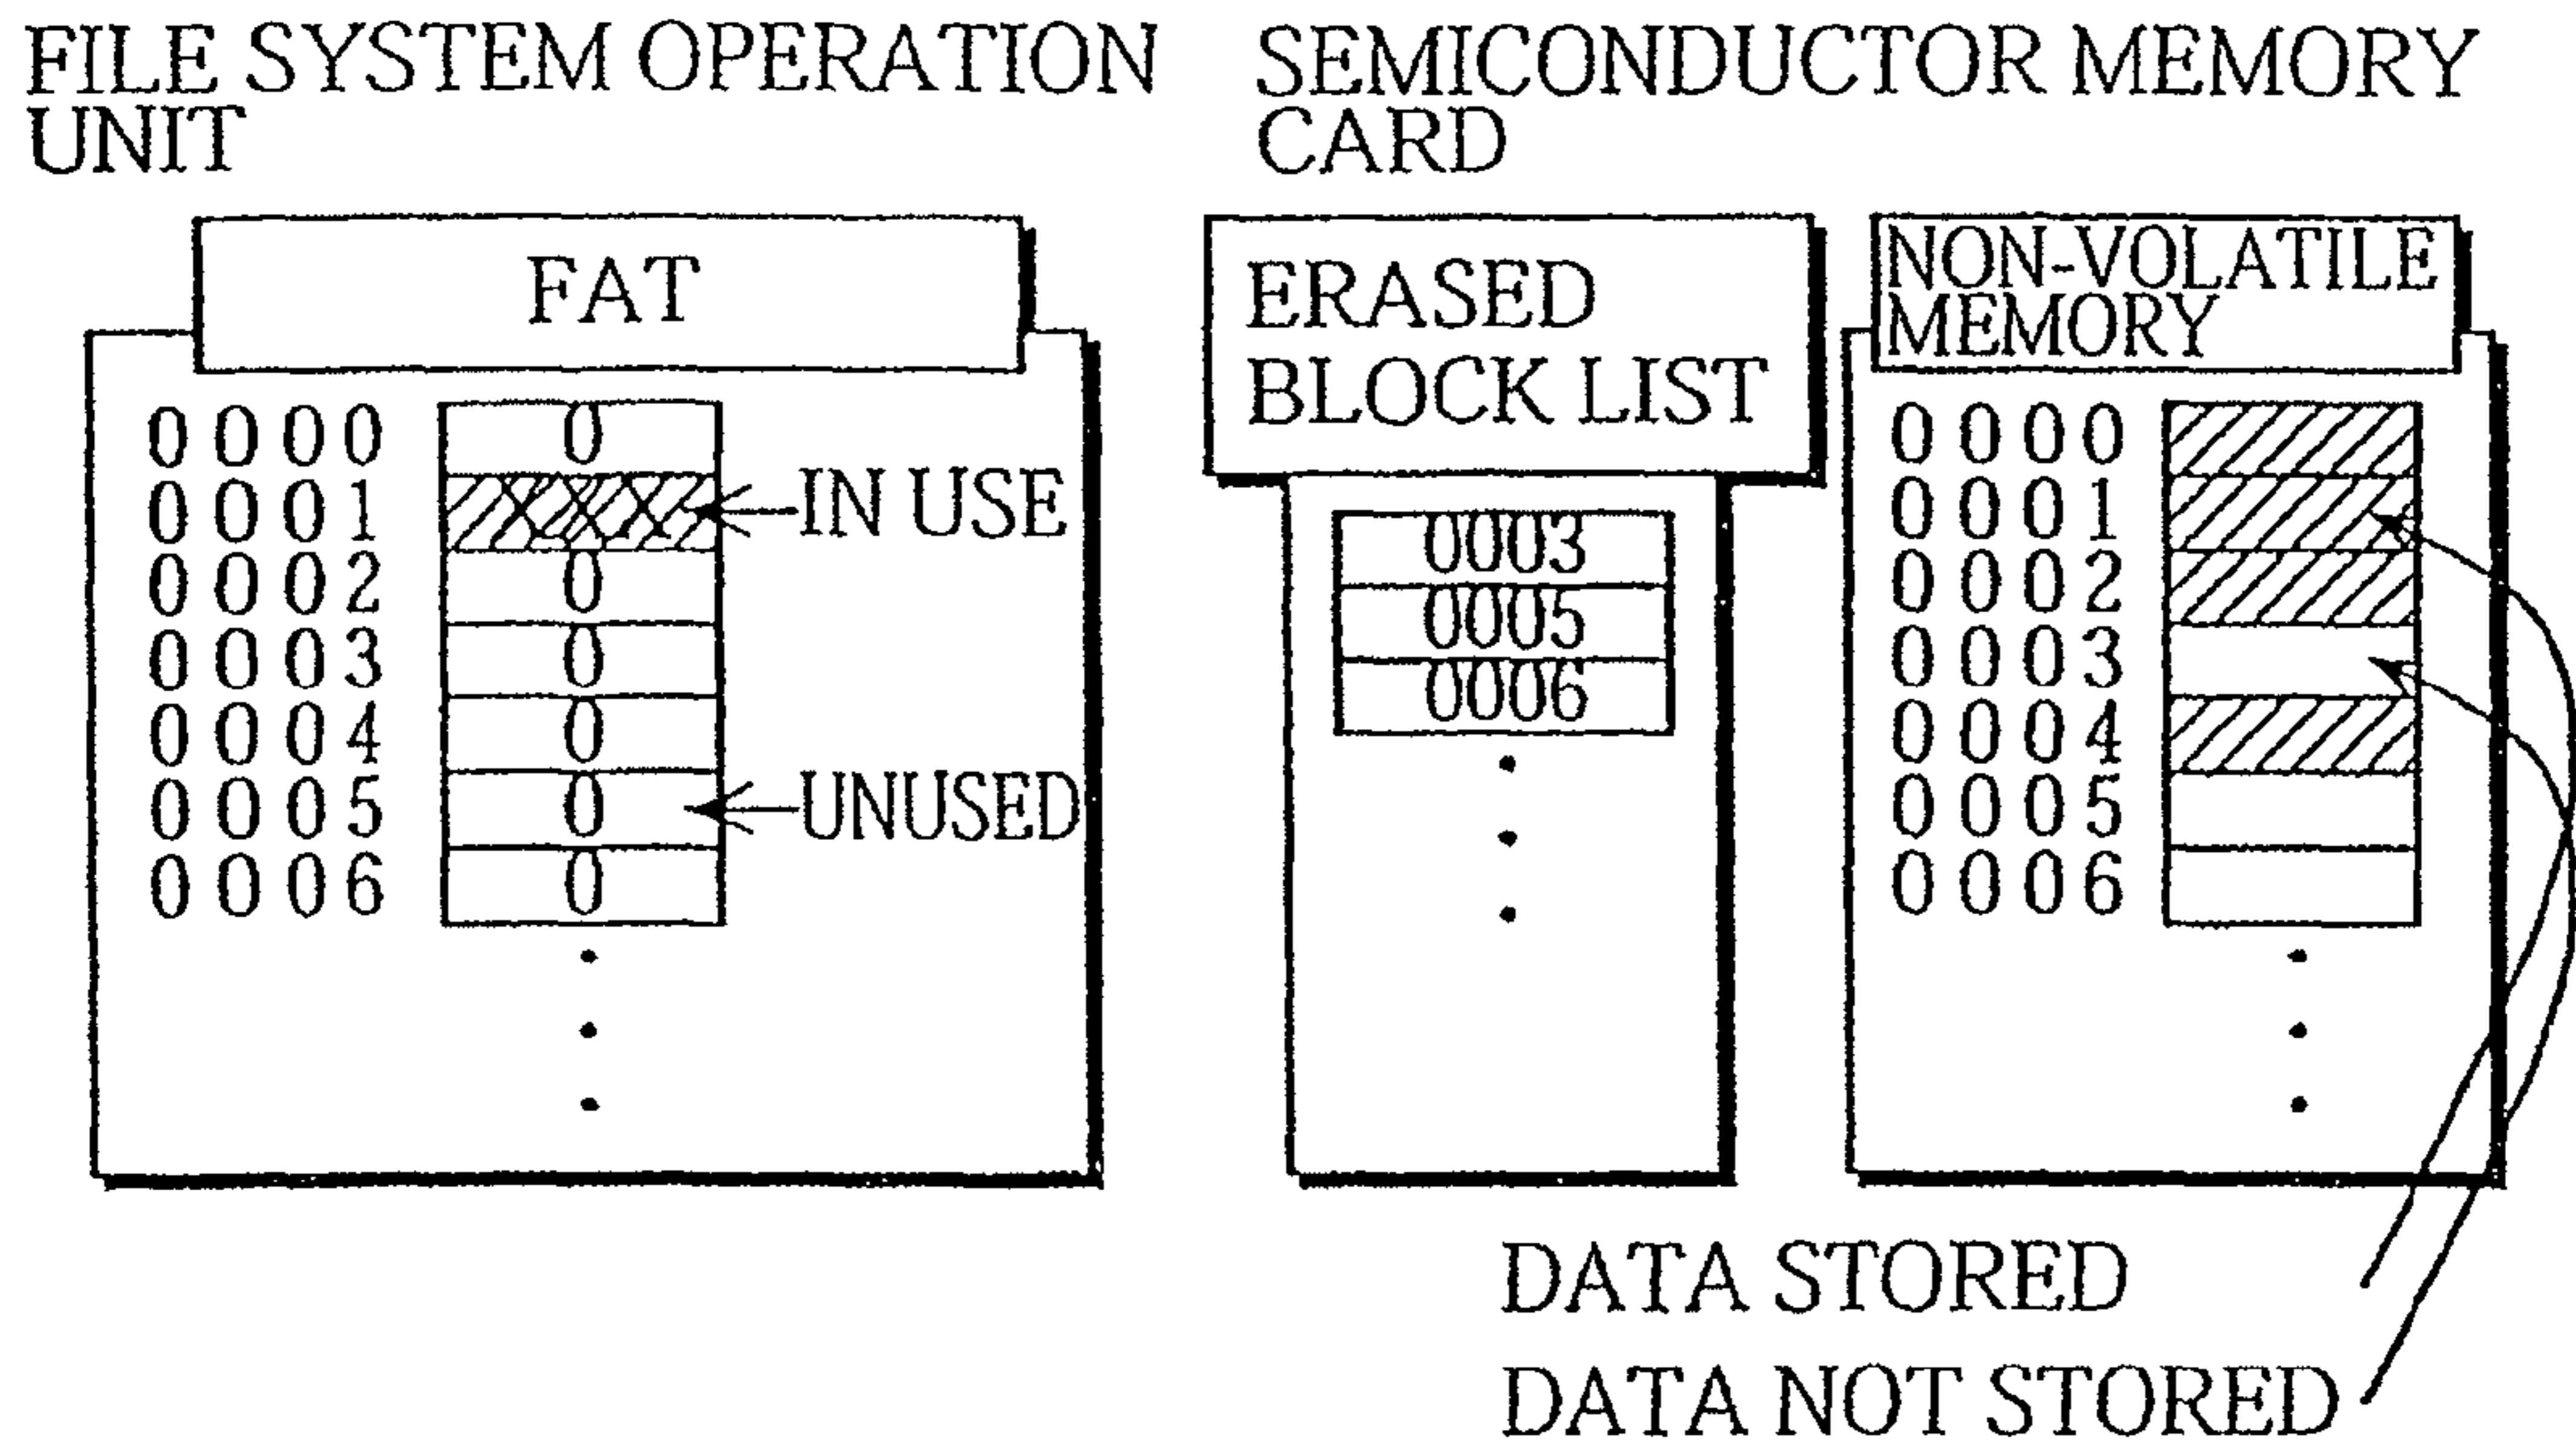 FILE SYSTEM OPERATION
UNIT
SEMICONDUCTOR MEMORY
CARD
FAT
0000 0
0001 XXX IN USE
0002 0
0003 0
0004 0
0005 0 UNUSED
0006 0
ERASED
BLOCK LIST
0003
0005
0006
NON-VOLATILE
MEMORY
0000
0001
0002
0003
0004
0005
0006
DATA STORED
DATA NOT STORED